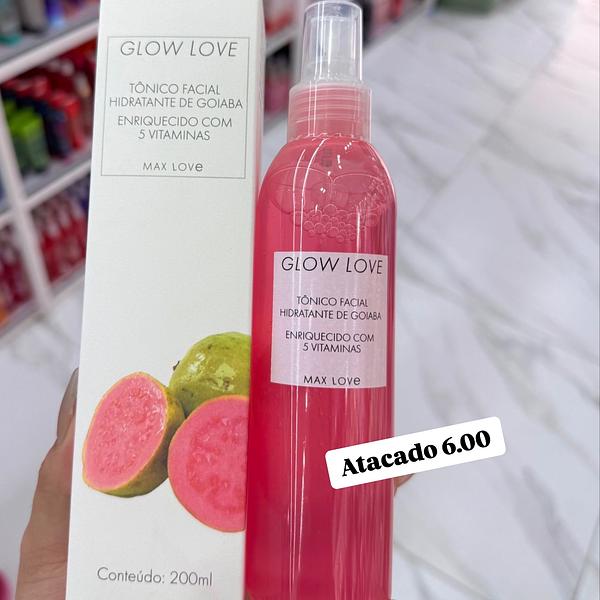 GLOW LOVE
TÔNICO FACIAL
HIDRATANTE DE GOIABA
ENRIQUECIDO COM
5 VITAMINAS
MAX LOVe
Conteúdo: 200ml
GLOW LOVE
TÔNICO FACIAL
HIDRATANTE DE GOIABA
ENRIQUECIDO COM
5 VITAMINAS
MAX LOVe
Atacado 6.00